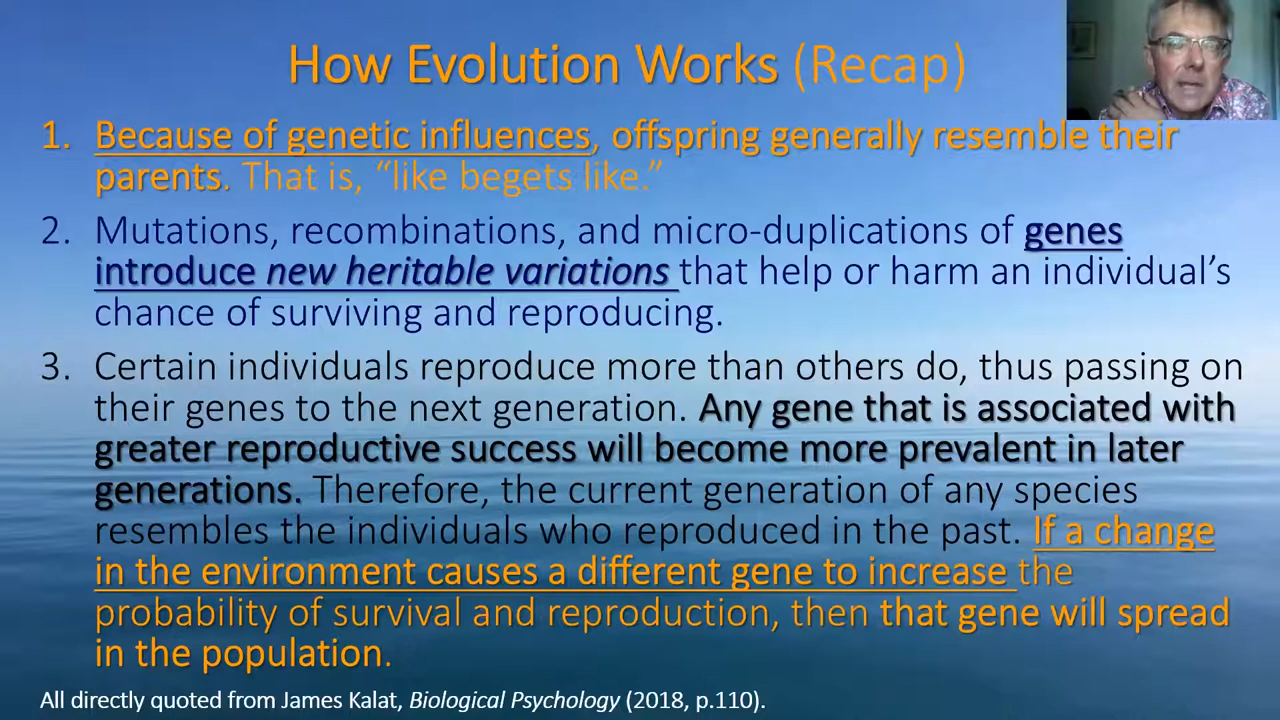 How Evolution Works (Recap)
1. Because of genetic influences, offspring generally resemble their
parents. That is, “like begets like.”
2. Mutations, recombinations, and micro-duplications of genes
introduce new heritable variations that help or harm an individual’s
chance of surviving and reproducing.
3. Certain individuals reproduce more than others do, thus passing on
their genes to the next generation. Any gene that is associated with
greater reproductive success will become more prevalent in later
generations. Therefore, the current generation of any species
resembles the individuals who reproduced in the past. If a change
in the environment causes a different gene to increase the
probability of survival and reproduction, then that gene will spread
in the population.
All directly quoted from James Kalat, Biological Psychology (2018, p.110).